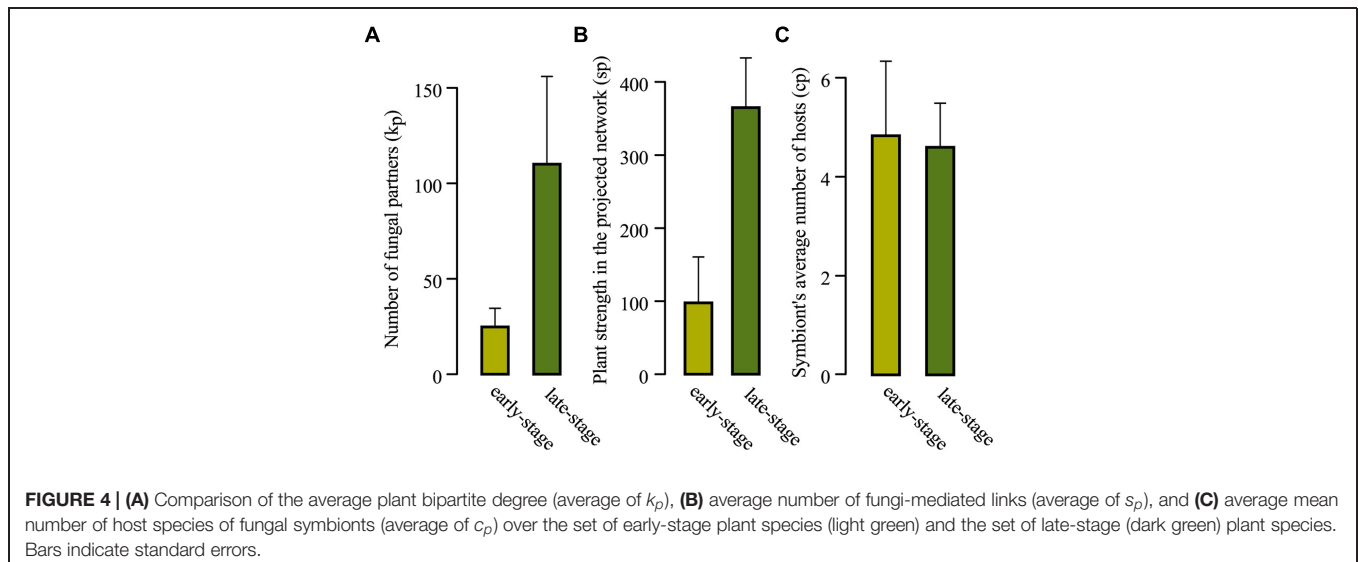 A
B
C
Number of fungal partners (kp)
150
100
50
0
early-stage
late-stage
Plant strength in the projected network (sp)
400
300
200
100
0
early-stage
late-stage
Symbiont's average number of hosts (cp)
6
4
2
0
early-stage
late-stage
FIGURE 4 | (A) Comparison of the average plant bipartite degree (average of kp), (B) average number of fungi-mediated links (average of sp), and (C) average mean
number of host species of fungal symbionts (average of cp) over the set of early-stage plant species (light green) and the set of late-stage (dark green) plant species.
Bars indicate standard errors.